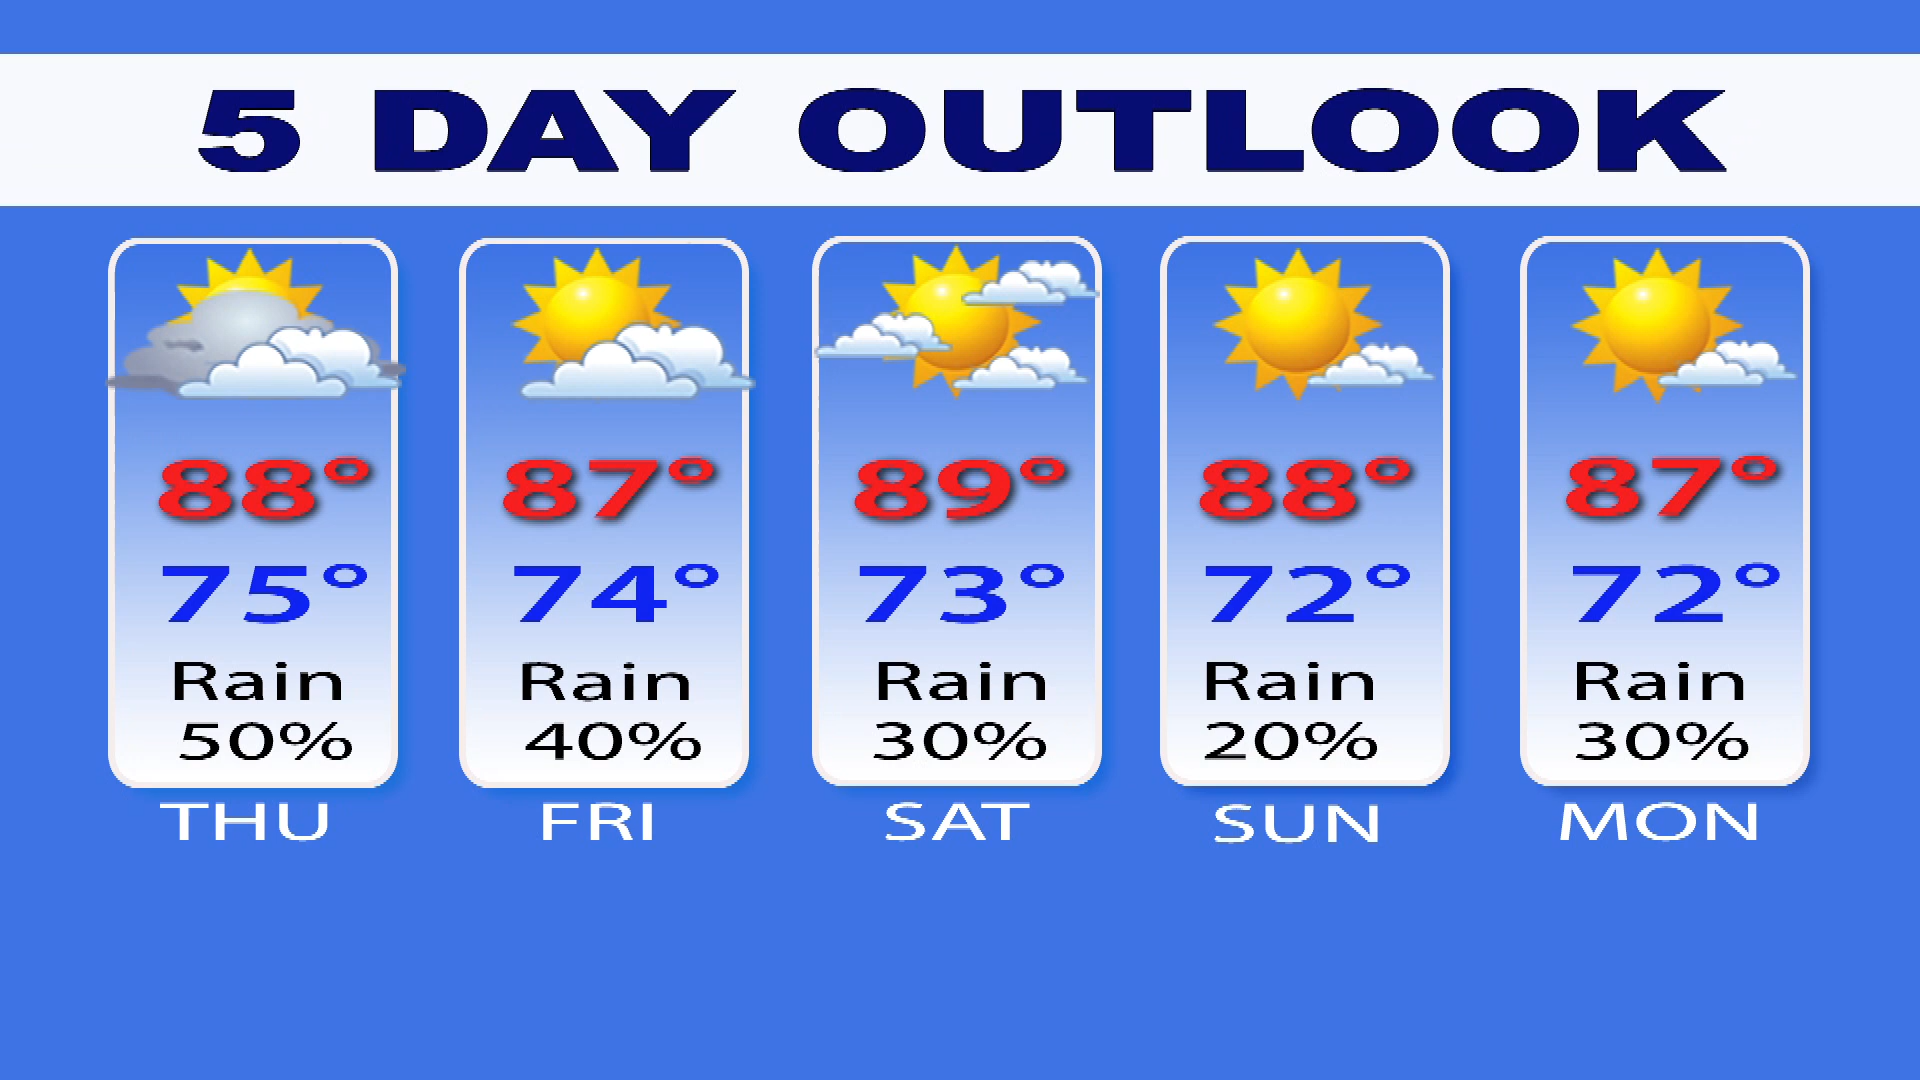 5 DAY OUTLOOK
88°
75°
Rain
50%
THU
87°
74°
Rain
40%
FRI
89°
73°
Rain
30%
SAT
88°
72°
Rain
20%
SUN
87°
72°
Rain
30%
MON